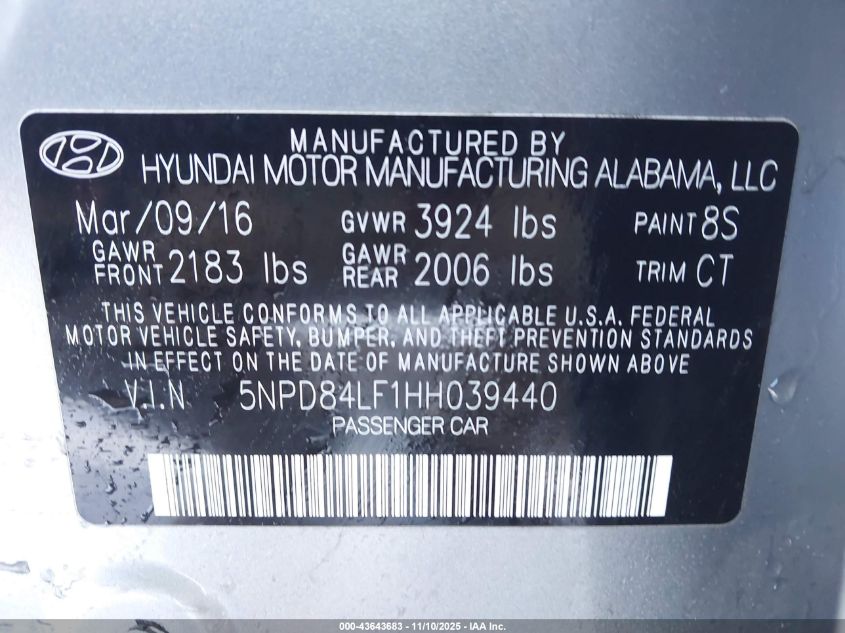 MANUFACTURED BY
HYUNDAI MOTOR MANUFACTURING ALABAMA, LLC
Mar/09/16 GVWR 3924 lbs PAINT 8S
GAWR FRONT 2183 lbs GAWR REAR 2006 lbs TRIM CT
THIS VEHICLE CONFORMS TO ALL APPLICABLE U.S.A. FEDERAL
MOTOR VEHICLE SAFETY, BUMPER, AND THEFT PREVENTION STANDARDS
IN EFFECT ON THE DATE OF MANUFACTURE SHOWN ABOVE
V.I.N 5NPD84LF1HH039440
PASSENGER CAR
000-43643683 - 11/10/2025 - IAA Inc.